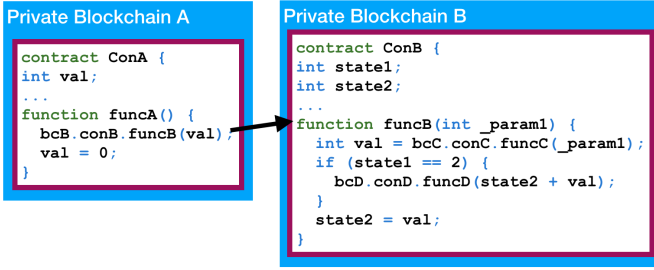 Private Blockchain A
contract ConA {
int val;
...
function funcA() {
bcB.conB.funcB(val);
val = 0;
}
Private Blockchain B
contract ConB {
int state1;
int state2;
...
function funcB(int _param1) {
int val = bcC.conC.funcC(_param1);
if (state1 == 2) {
bcD.conD.funcD(state2 + val);
}
state2 = val;
}